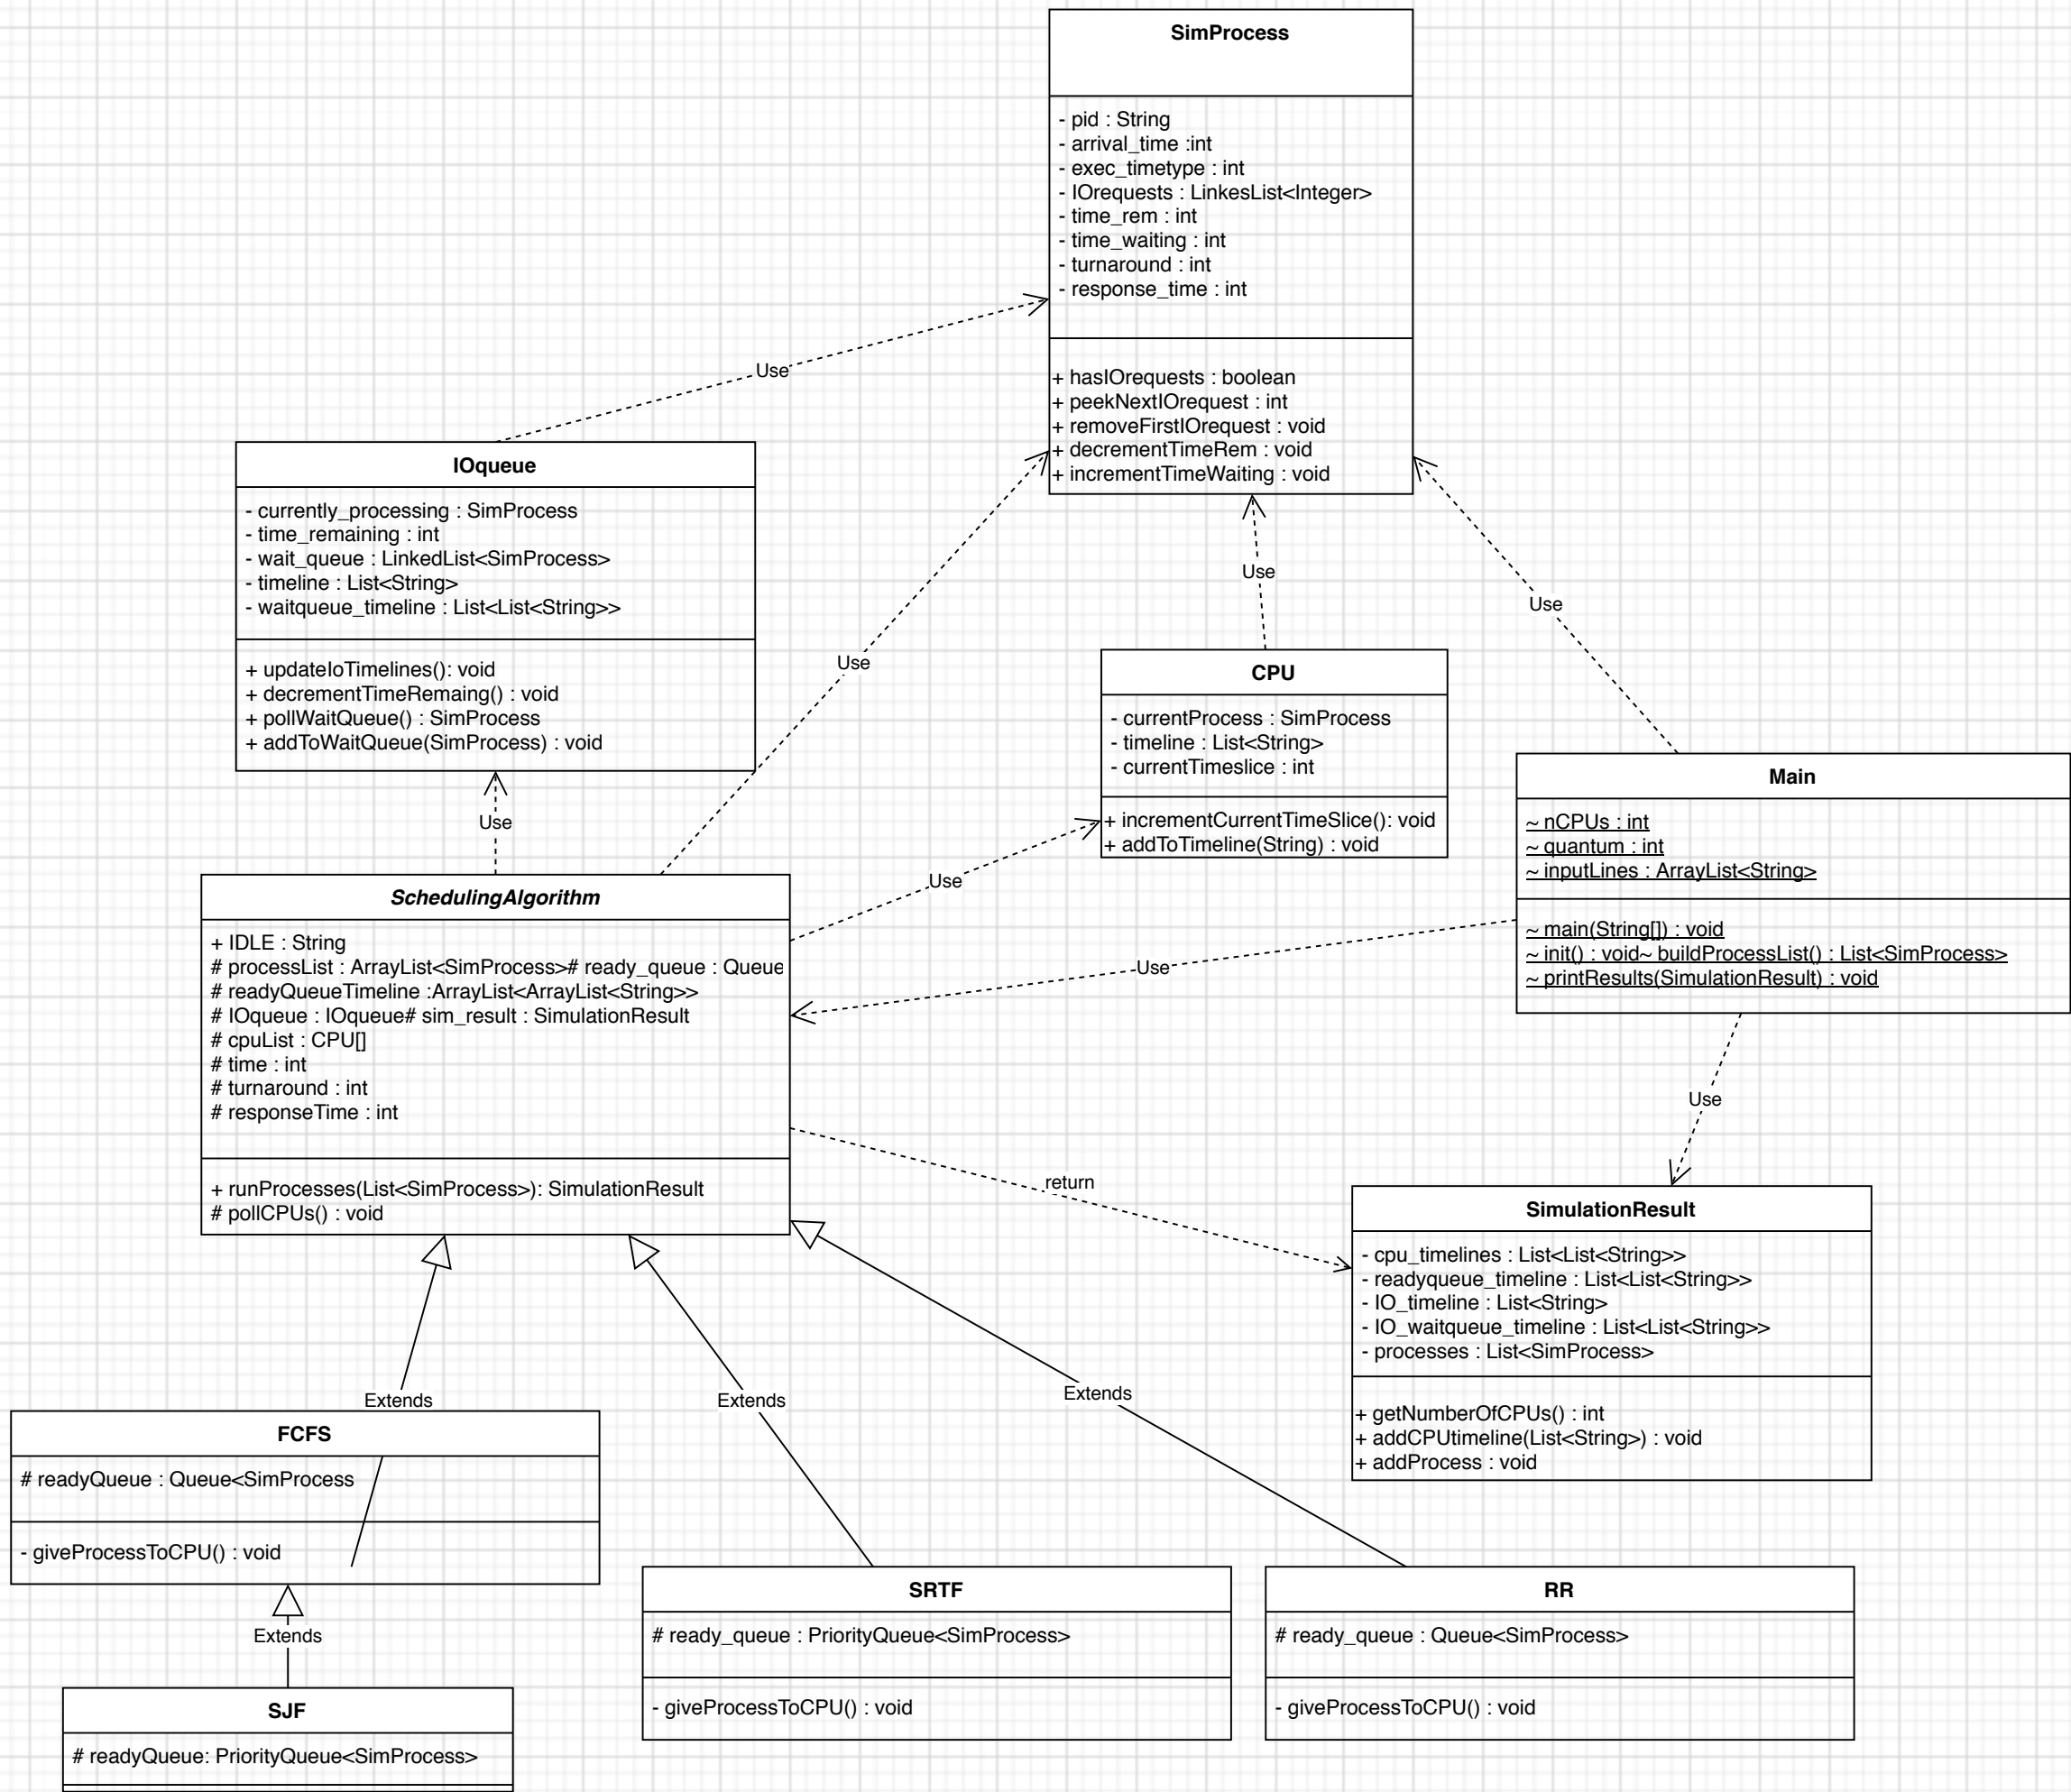 SimProcess
- pid : String
- arrival_time :int
- exec_timetype : int
- IOrequests : LinkesList<Integer>
- time_rem : int
- time_waiting : int
- turnaround : int
- response_time : int
+ hasIOrequests : boolean
+ peekNextIOrequest : int
+ removeFirstIOrequest : void
+ decrementTimeRem : void
+ incrementTimeWaiting : void
Use
IOqueue
- currently_processing : SimProcess
- time_remaining : int
- wait_queue : LinkedList<SimProcess>
- timeline : List<String>
- waitqueue_timeline : List<List<String>>
+ updateIoTimelines(): void
+ decrementTimeRemaing() : void
+ pollWaitQueue() : SimProcess
+ addToWaitQueue(SimProcess) : void
Use
Use
Use
CPU
- currentProcess : SimProcess
- timeline : List<String>
- currentTimeslice : int
+ incrementCurrentTimeSlice(): void
+ addToTimeline(String) : void
Main
~ nCPUs : int
~ quantum : int
~ inputLines : ArrayList<String>
~ main(String[]) : void
~ init() : void~ buildProcessList() : List<SimProcess>
~ printResults(SimulationResult) : void
Use
Use
Use
SchedulingAlgorithm
+ IDLE : String
# processList : ArrayList<SimProcess># ready_queue : Queue
# readyQueueTimeline :ArrayList<ArrayList<String>>
# IOqueue : IOqueue# sim_result : SimulationResult
# cpuList : CPU[]
# time : int
# turnaround : int
# responseTime : int
+ runProcesses(List<SimProcess>): SimulationResult
# pollCPUs() : void
Use
return
SimulationResult
- cpu_timelines : List<List<String>>
- readyqueue_timeline : List<List<String>>
- IO_timeline : List<String>
- IO_waitqueue_timeline : List<List<String>>
- processes : List<SimProcess>
+ getNumberOfCPUs() : int
+ addCPUtimeline(List<String>) : void
+ addProcess : void
Extends
Extends
Extends
FCFS
# readyQueue : Queue<SimProcess
- giveProcessToCPU() : void
Extends
SRTF
# ready_queue : PriorityQueue<SimProcess>
- giveProcessToCPU() : void
RR
# ready_queue : Queue<SimProcess>
- giveProcessToCPU() : void
SJF
# readyQueue: PriorityQueue<SimProcess>